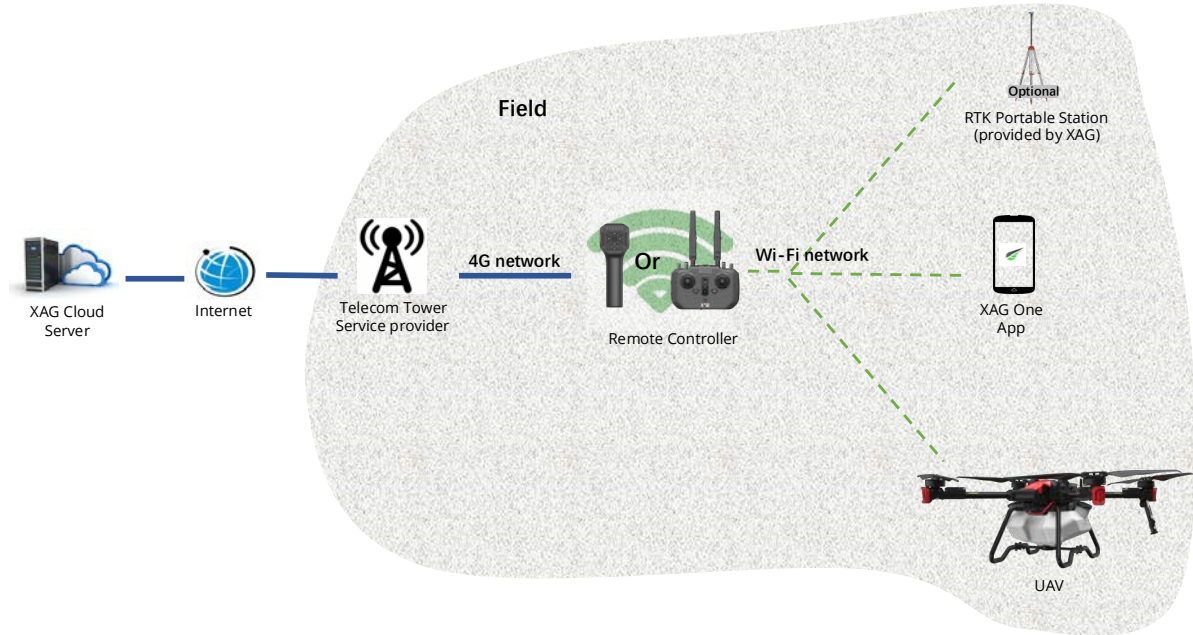 Field
Optional
RTK Portable Station
(provided by XAG)
4G network
Or
Wi-Fi network
XAG Cloud
Server
Internet
Telecom Tower
Service provider
Remote Controller
XAG One
App
UAV